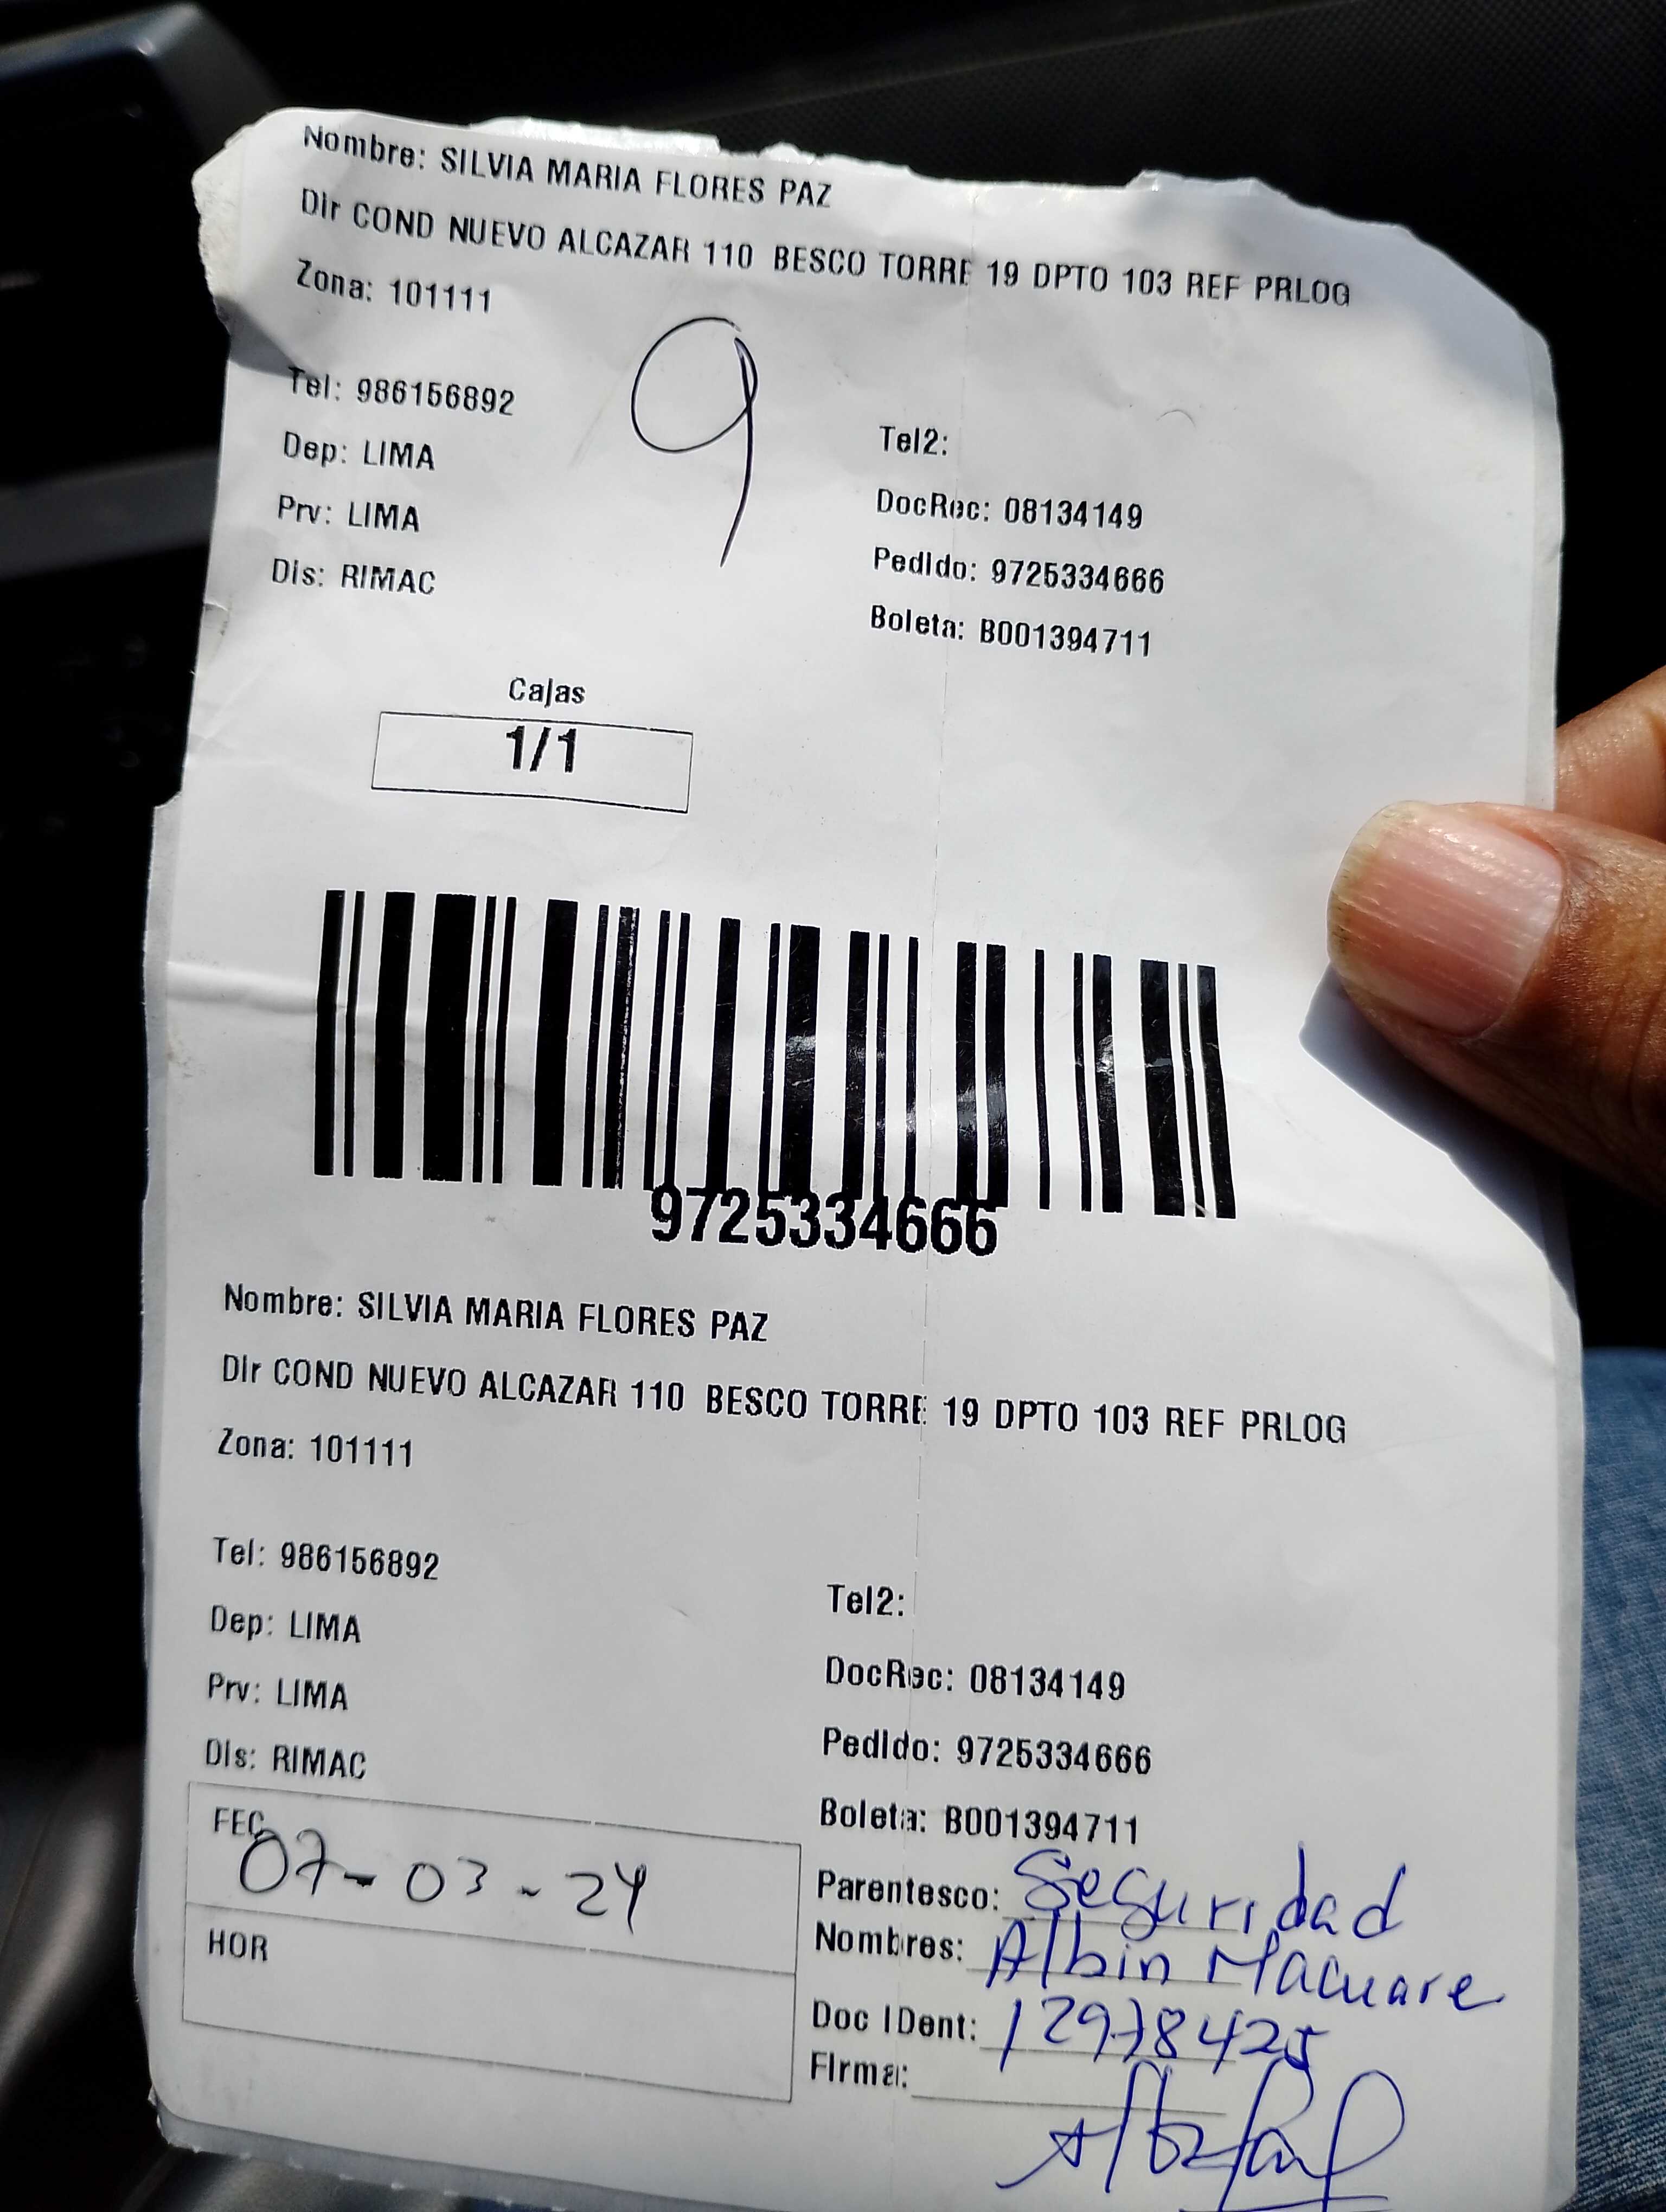 Nombre: SILVIA MARIA FLORES PAZ
Dir COND NUEVO ALCAZAR 110 BESCO TORRE 19 DPTO 103 REF PRLOG
Zona: 101111
9
Tel: 986156892
Tel2:
Dep: LIMA
DocRec: 08134149
Prv: LIMA
Pedido: 9725334666
Dis: RIMAC
Boleta: B001394711
Cajas
1/1
9725334666
Nombre: SILVIA MARIA FLORES PAZ
Dir COND NUEVO ALCAZAR 110 BESCO TORRE 19 DPTO 103 REF PRLOG
Zona: 101111
Tel: 986156892
Tel2:
Dep: LIMA
DocRec: 08134149
Prv: LIMA
Pedido: 9725334666
Dis: RIMAC
Boleta: B001394711
FEC 07-03-24
Parentesco: Seguridad
HOR
Nombres: Albin Macuare
Doc IDent: 12978425
Firma: